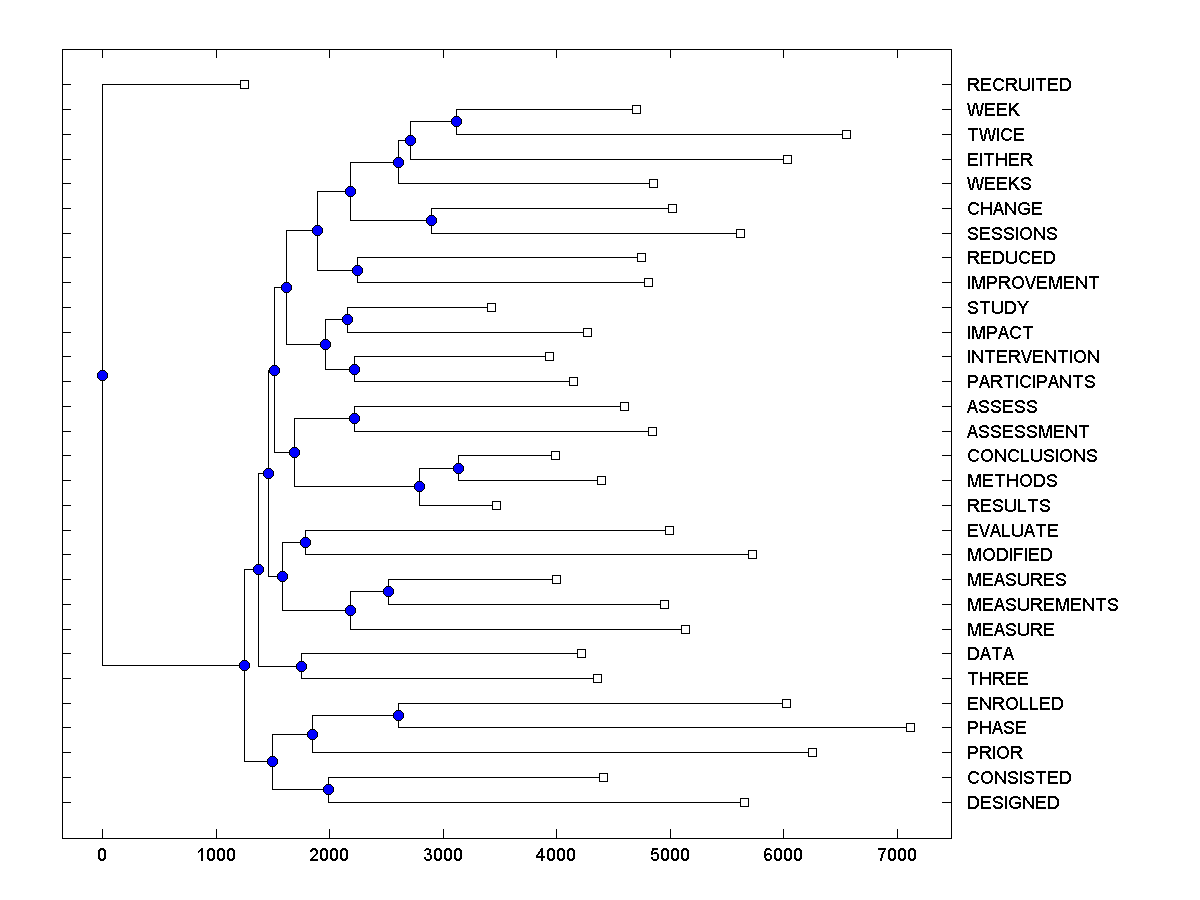 RECRUITED
WEEK
TWICE
EITHER
WEEKS
CHANGE
SESSIONS
REDUCED
IMPROVEMENT
STUDY
IMPACT
INTERVENTION
PARTICIPANTS
ASSESS
ASSESSMENT
CONCLUSIONS
METHODS
RESULTS
EVALUATE
MODIFIED
MEASURES
MEASUREMENTS
MEASURE
DATA
THREE
ENROLLED
PHASE
PRIOR
CONSISTED
DESIGNED
0 1000 2000 3000 4000 5000 6000 7000